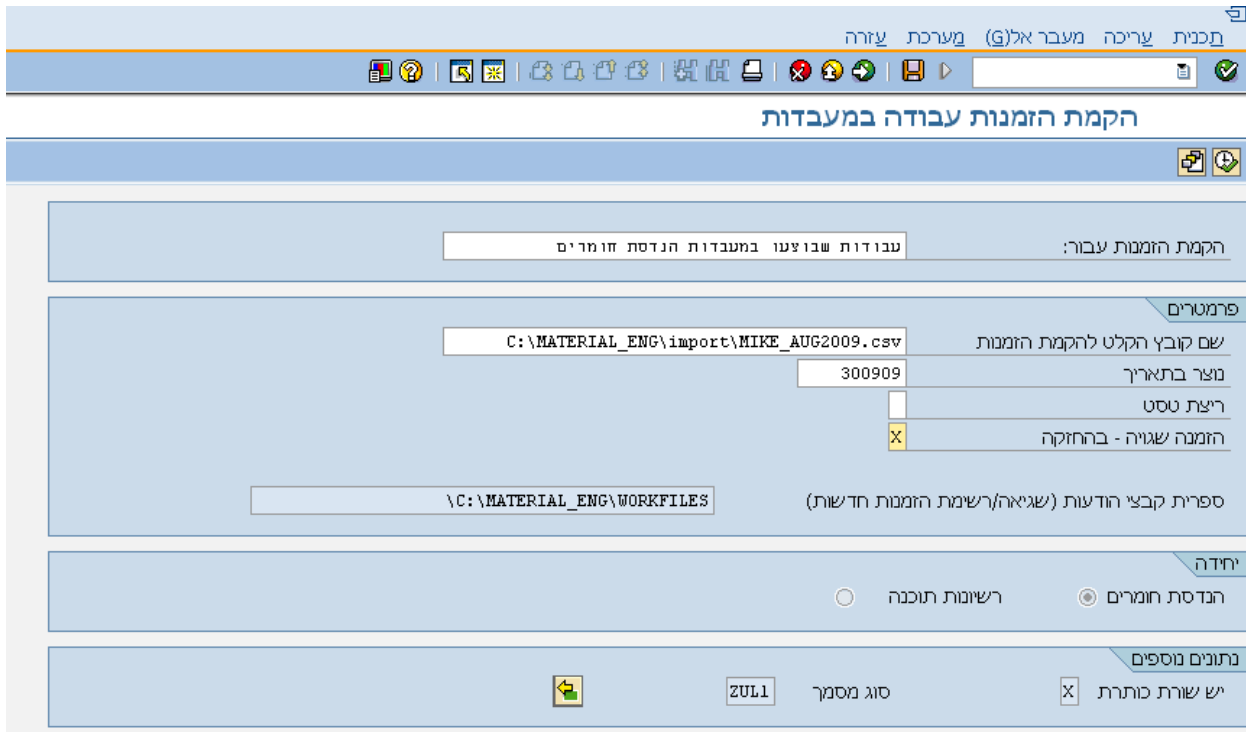 תכנית עריכה מעבר אל(G) מערכת עזרה
הקמת הזמנות עבודה במעבדות
הקמת הזמנות עבור: עבודות שבוצעו במעבדות הנדסת חומרים
פרמטרים
שם קובץ הקלט להקמת הזמנות C:\MATERIAL_ENG\import\MIKE_AUG2009.csv
נוצר בתאריך 300909
ריצת טסט
הזמנה שגויה - בהחזקה X
ספרית קבצי הודעות (שגיאה/רשימת הזמנות חדשות) \C:\MATERIAL_ENG\WORKFILES
יחידה
הנדסת חומרים רשיונות תוכנה
נתונים נוספים
יש שורת כותרת X סוג מסמך ZUL1